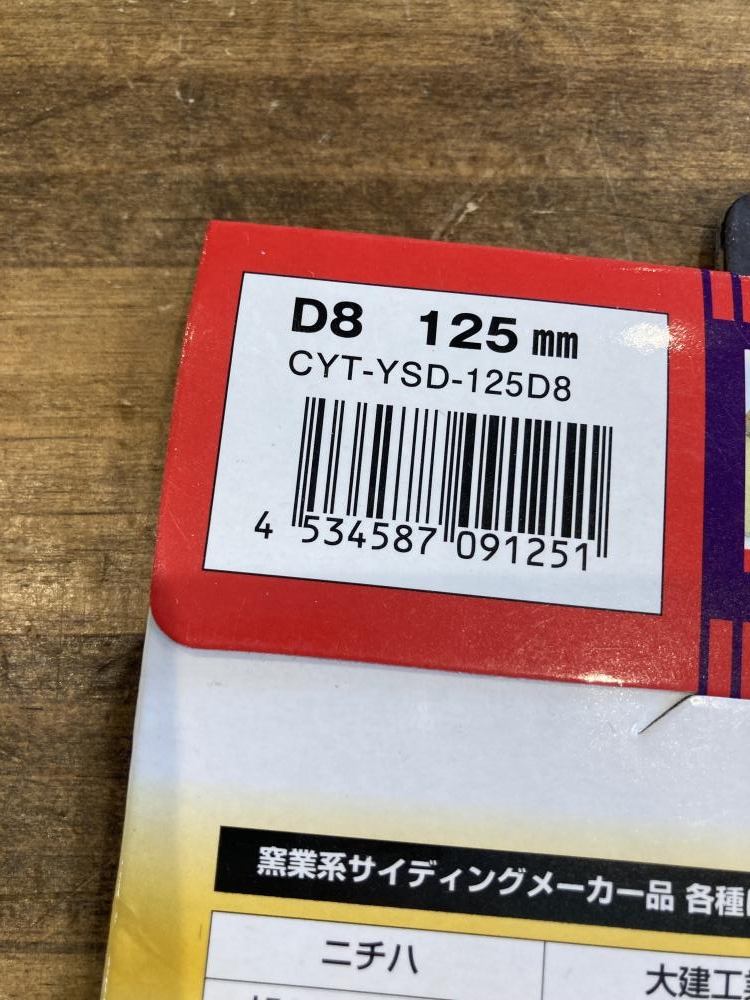 D8 125 mm
CYT-YSD-125D8
4 534587 091251
窯業系サイディングメーカー品 各種
ニチハ
大建工